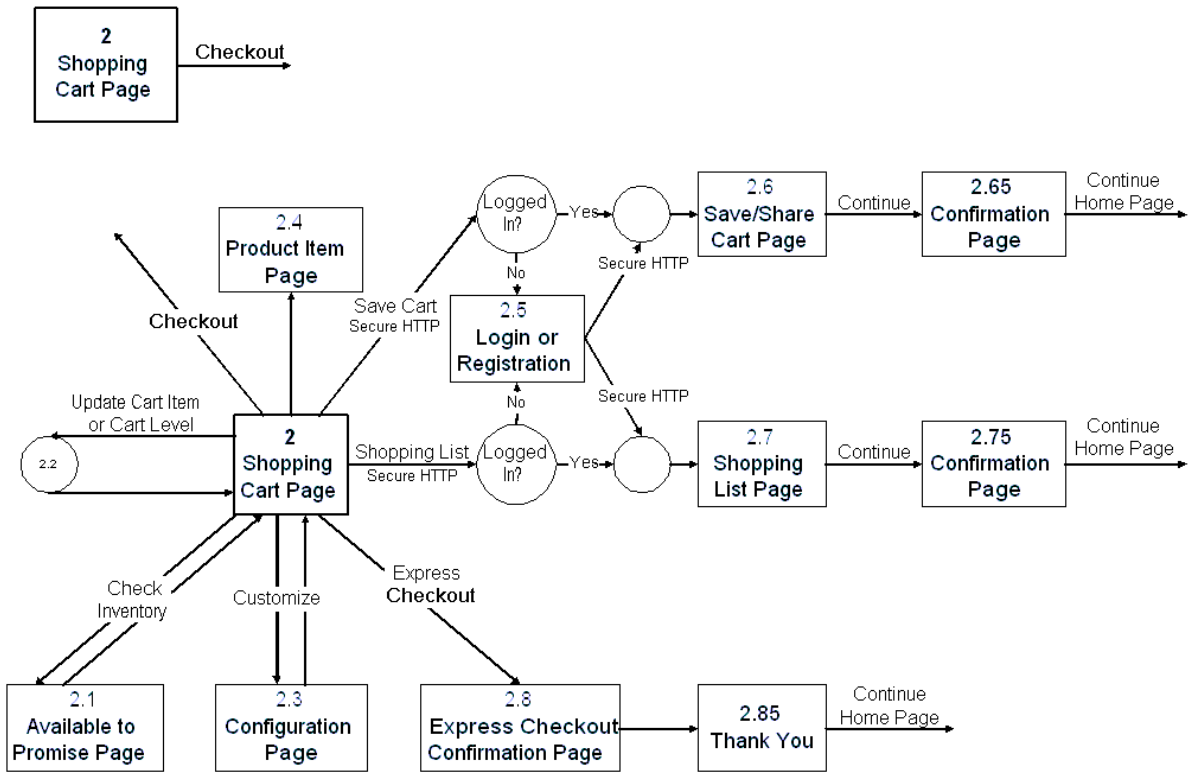 2
Shopping
Cart Page
Checkout
2.4
Product Item
Page
Checkout
Save Cart
Secure HTTP
Logged
In?
Yes
No
2.5
Login or
Registration
No
Secure HTTP
Secure HTTP
2.6
Save/Share
Cart Page
Continue
2.65
Confirmation
Page
Continue
Home Page
Update Cart Item
or Cart Level
2.2
2
Shopping
Cart Page
Shopping List
Secure HTTP
Logged
In?
Yes
2.7
Shopping
List Page
Continue
2.75
Confirmation
Page
Continue
Home Page
Check
Inventory
Customize
Express
Checkout
2.1
Available to
Promise Page
2.3
Configuration
Page
2.8
Express Checkout
Confirmation Page
2.85
Thank You
Continue
Home Page